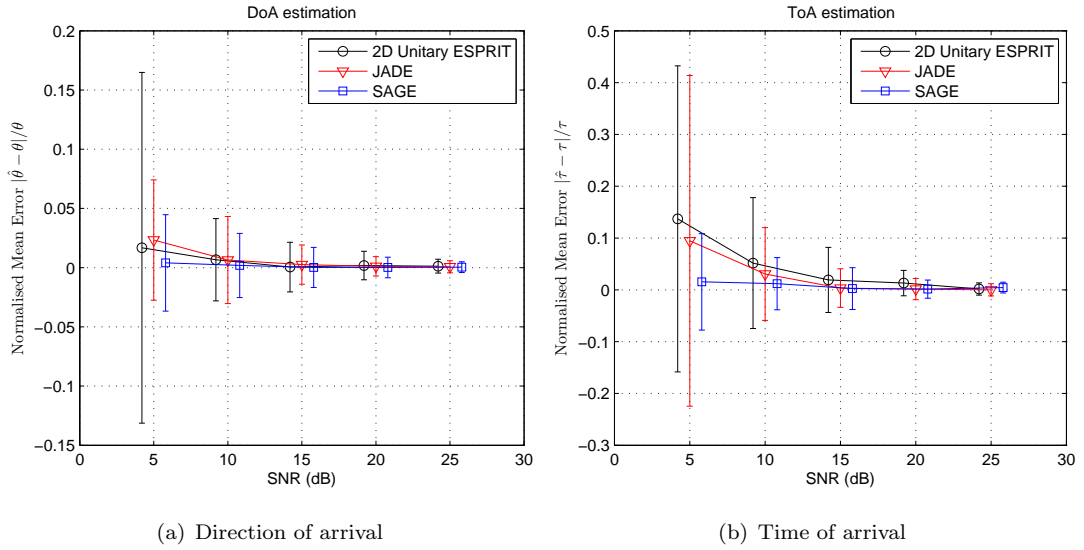 DoA estimation
2D Unitary ESPRIT
JADE
SAGE
Normalised Mean Error |θ̂ − θ|/θ
0.2
0.15
0.1
0.05
0
−0.05
−0.1
−0.15
0 5 10 15 20 25 30
SNR (dB)
(a) Direction of arrival
ToA estimation
2D Unitary ESPRIT
JADE
SAGE
Normalised Mean Error |τ̂ − τ|/τ
0.5
0.4
0.3
0.2
0.1
0
−0.1
−0.2
−0.3
0 5 10 15 20 25 30
SNR (dB)
(b) Time of arrival